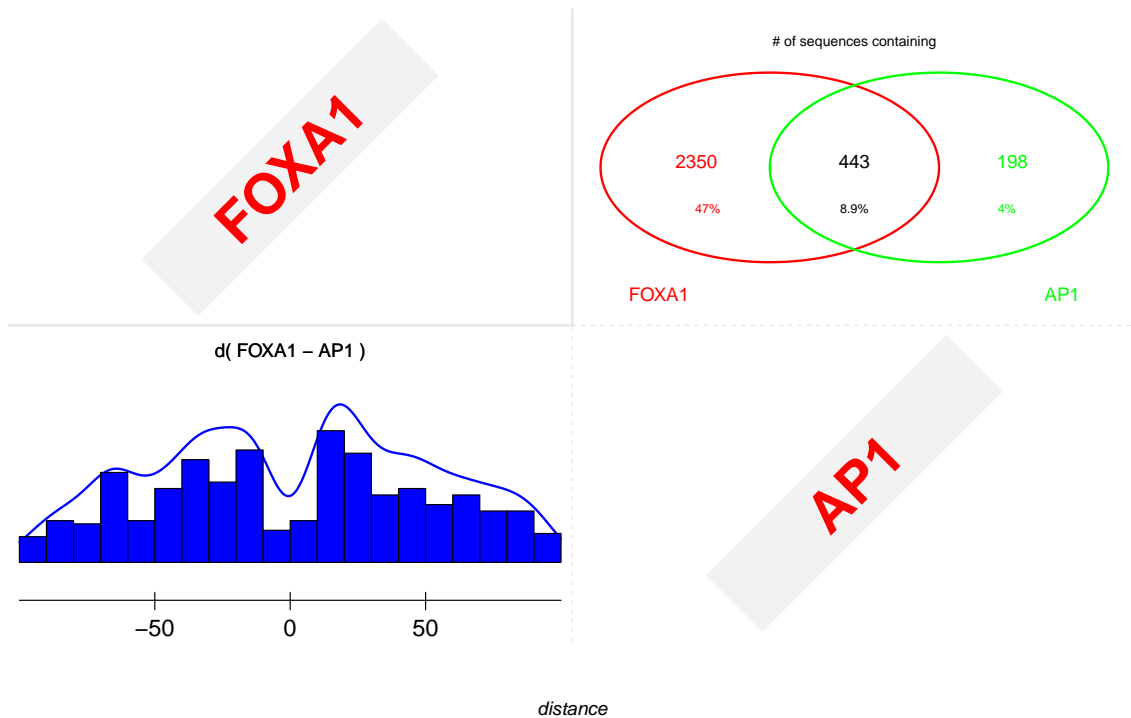 FOXA1
# of sequences containing
2350 443 198
47% 8.9% 4%
FOXA1 AP1
d( FOXA1 – AP1 )
−50 0 50
AP1
distance